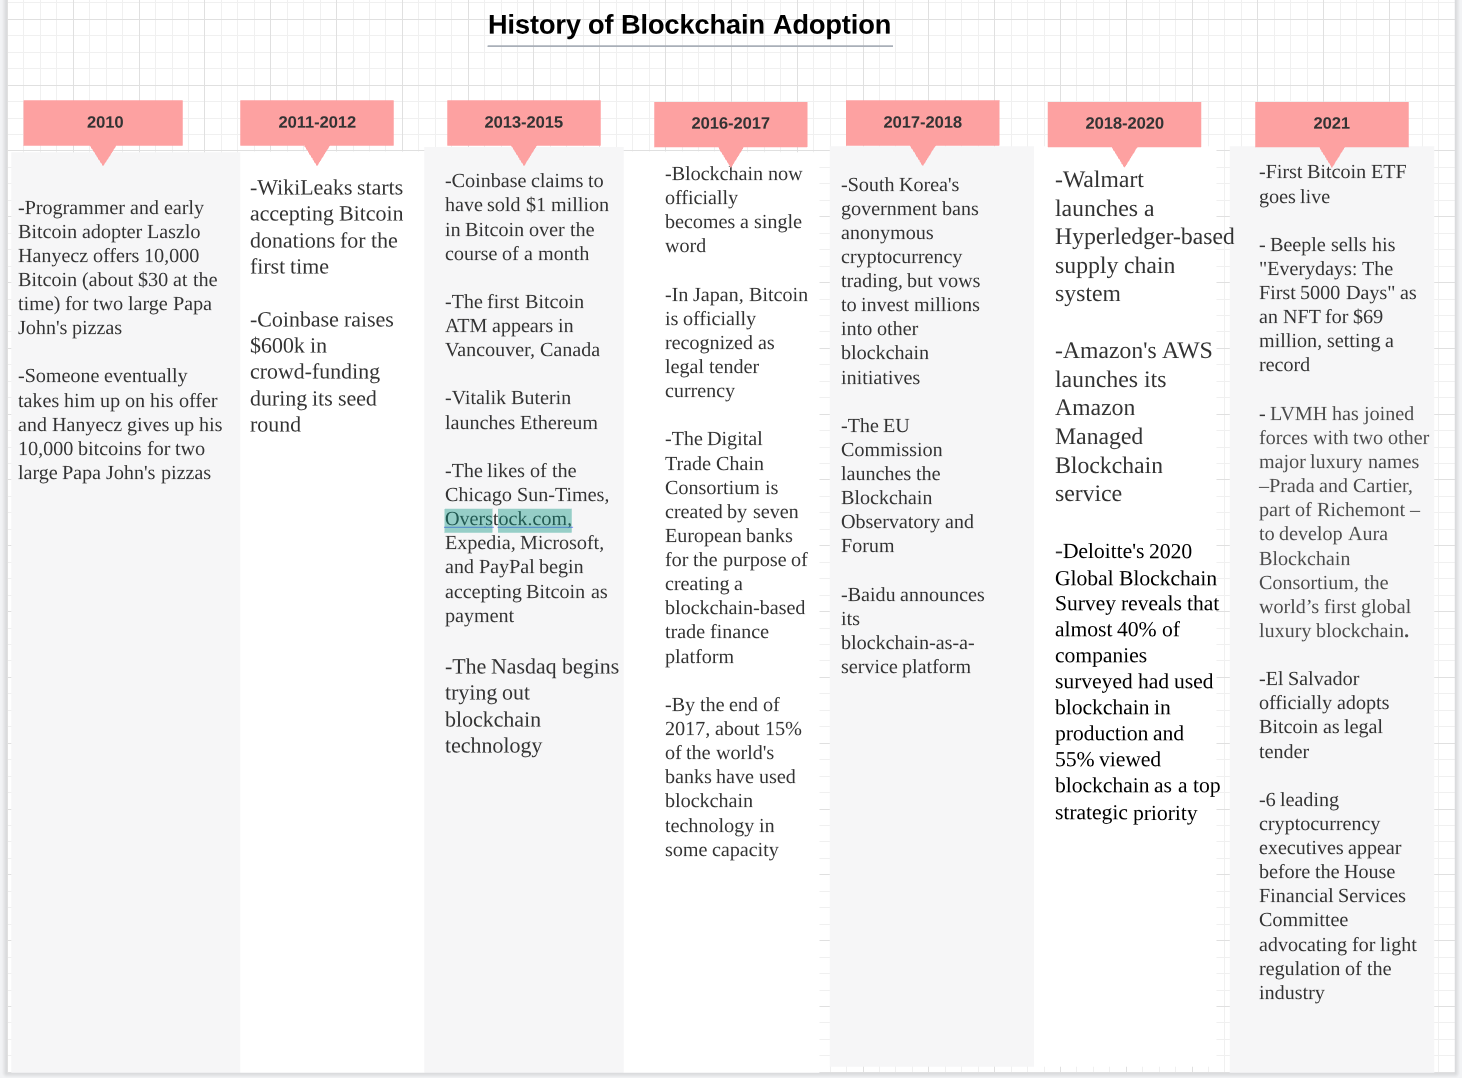 History of Blockchain Adoption
2010
-Programmer and early
Bitcoin adopter Laszlo
Hanyecz offers 10,000
Bitcoin (about $30 at the
time) for two large Papa
John's pizzas
-Someone eventually
takes him up on his offer
and Hanyecz gives up his
10,000 bitcoins for two
large Papa John's pizzas
2011-2012
-WikiLeaks starts
accepting Bitcoin
donations for the
first time
-Coinbase raises
$600k in
crowd-funding
during its seed
round
2013-2015
-Coinbase claims to
have sold $1 million
in Bitcoin over the
course of a month
-The first Bitcoin
ATM appears in
Vancouver, Canada
-Vitalik Buterin
launches Ethereum
-The likes of the
Chicago Sun-Times,
Overstock.com,
Expedia, Microsoft,
and PayPal begin
accepting Bitcoin as
payment
-The Nasdaq begins
trying out
blockchain
technology
2016-2017
-Blockchain now
officially
becomes a single
word
-In Japan, Bitcoin
is officially
recognized as
legal tender
currency
-The Digital
Trade Chain
Consortium is
created by seven
European banks
for the purpose of
creating a
blockchain-based
trade finance
platform
-By the end of
2017, about 15%
of the world's
banks have used
blockchain
technology in
some capacity
2017-2018
-South Korea's
government bans
anonymous
cryptocurrency
trading, but vows
to invest millions
into other
blockchain
initiatives
-The EU
Commission
launches the
Blockchain
Observatory and
Forum
-Baidu announces
its
blockchain-as-a-
service platform
2018-2020
-Walmart
launches a
Hyperledger-based
supply chain
system
-Amazon's AWS
launches its
Amazon
Managed
Blockchain
service
-Deloitte's 2020
Global Blockchain
Survey reveals that
almost 40% of
companies
surveyed had used
blockchain in
production and
55% viewed
blockchain as a top
strategic priority
2021
-First Bitcoin ETF
goes live
- Beeple sells his
"Everydays: The
First 5000 Days" as
an NFT for $69
million, setting a
record
- LVMH has joined
forces with two other
major luxury names
–Prada and Cartier,
part of Richemont –
to develop Aura
Blockchain
Consortium, the
world’s first global
luxury blockchain.
-El Salvador
officially adopts
Bitcoin as legal
tender
-6 leading
cryptocurrency
executives appear
before the House
Financial Services
Committee
advocating for light
regulation of the
industry